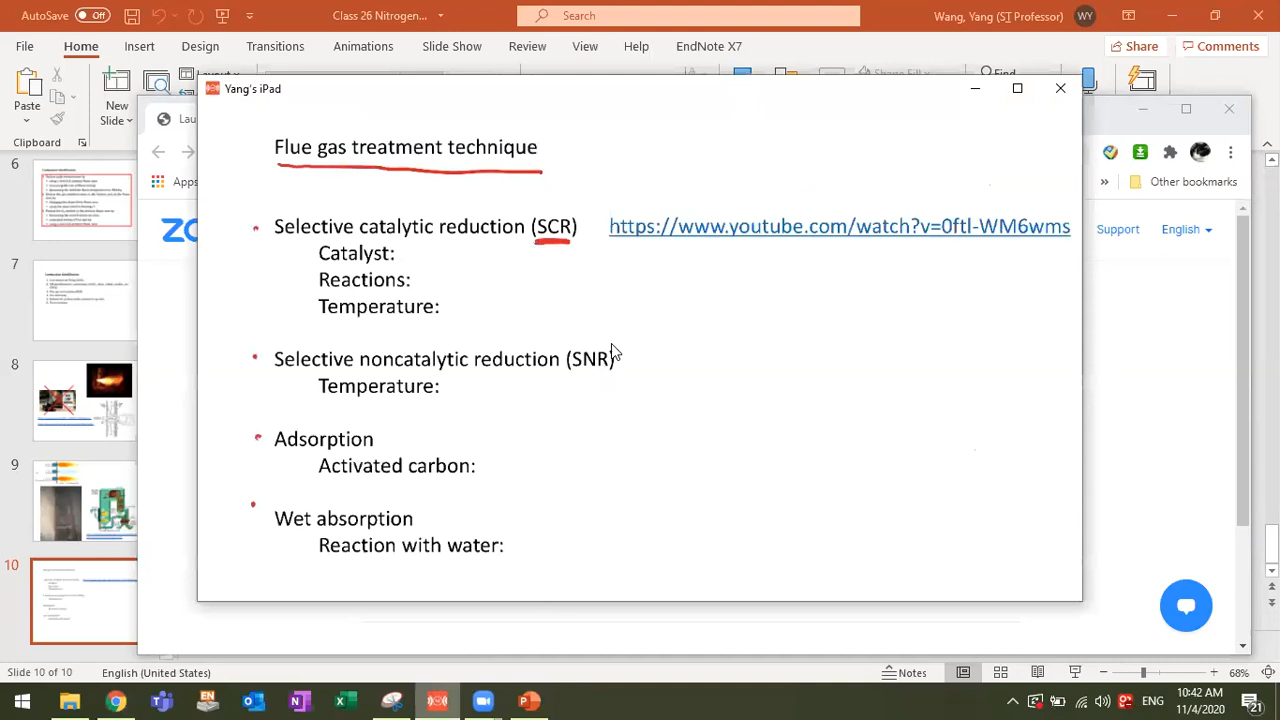 AutoSave Off Class 26 Nitrogen... Search Wang, Yang (ST Professor) WY
File Home Insert Design Transitions Animations Slide Show Review View Help EndNote X7 Share Comments
Paste New Slide Find
Clipboard
Yang's iPad
Lau
Apps Other bookmarks
Support English
Flue gas treatment technique
Selective catalytic reduction (SCR) https://www.youtube.com/watch?v=0ftl-WM6wms
Catalyst:
Reactions:
Temperature:
Selective noncatalytic reduction (SNR)
Temperature:
Adsorption
Activated carbon:
Wet absorption
Reaction with water:
6
7
8
9
10
Slide 10 of 10 English (United States) Notes 68%
ENG 10:42 AM
11/4/2020 21